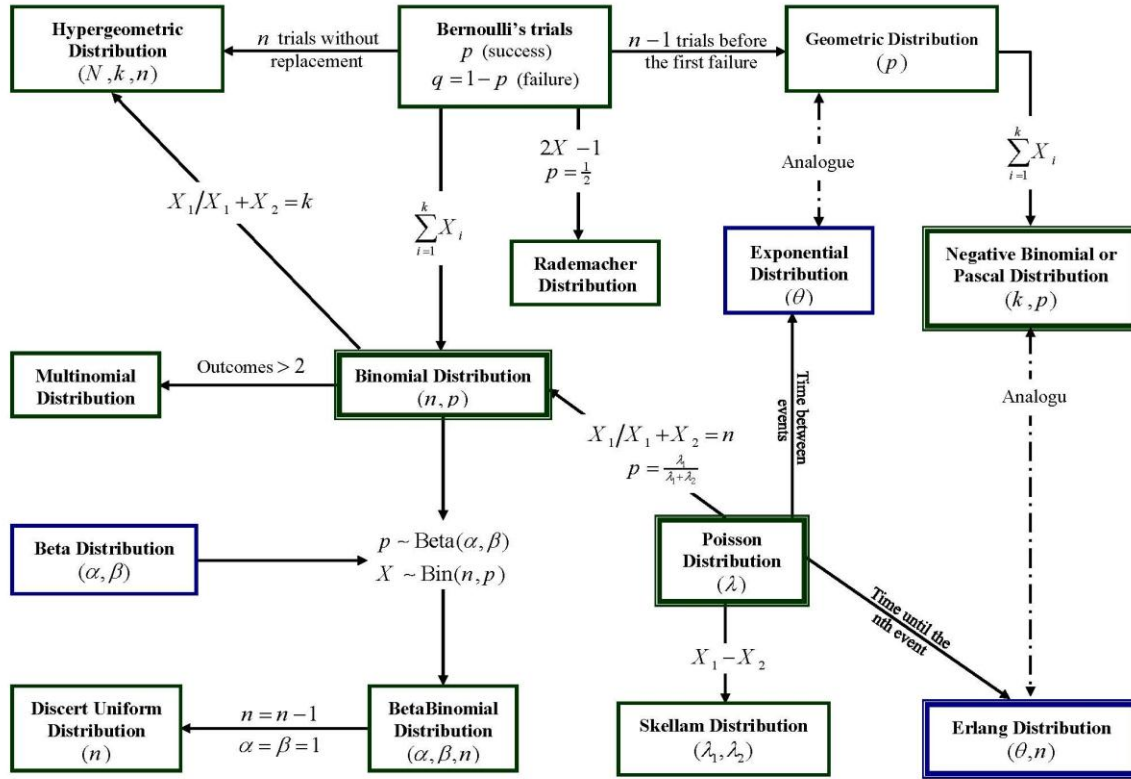 Hypergeometric
Distribution
(N, k, n)
n trials without
replacement
Bernoulli's trials
p (success)
q = 1 − p (failure)
n − 1 trials before
the first failure
Geometric Distribution
(p)
2X − 1
p = 1/2
Analogue
\sum_{i=1}^{k} X_i
X_1/X_1 + X_2 = k
\sum_{i=1}^{k} X_i
Rademacher
Distribution
Exponential
Distribution
(θ)
Negative Binomial or
Pascal Distribution
(k, p)
Multinomial
Distribution
Outcomes > 2
Binomial Distribution
(n, p)
X_1/X_1 + X_2 = n
p = \frac{λ_1}{λ_1+λ_2}
Time between
events
Analogu
Beta Distribution
(α, β)
p ~ Beta(α, β)
X ~ Bin(n, p)
Poisson
Distribution
(λ)
Time until the
nth event
X_1 − X_2
Discert Uniform
Distribution
(n)
n = n − 1
α = β = 1
BetaBinomial
Distribution
(α, β, n)
Skellam Distribution
(λ_1, λ_2)
Erlang Distribution
(θ, n)